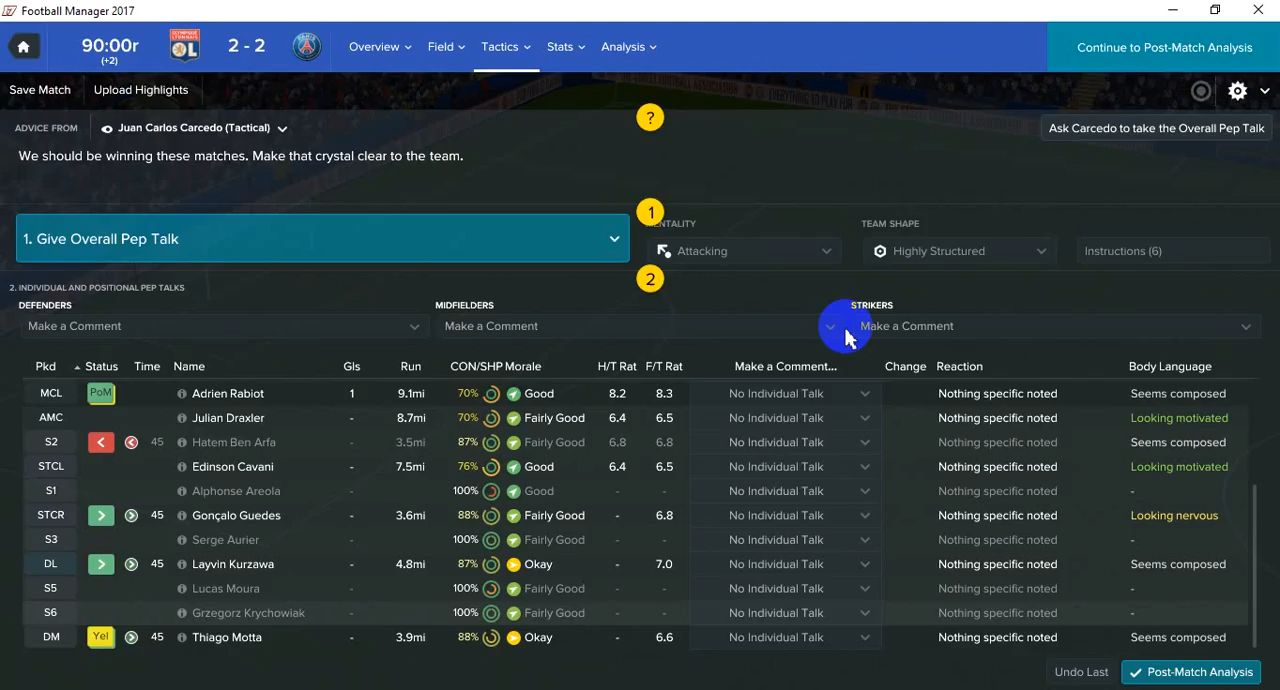 Football Manager 2017
90:00r
(+2)
OLYMPIQUE
2 - 2
Overview
Field
Tactics
Stats
Analysis
Continue to Post-Match Analysis
Save Match
Upload Highlights
ADVICE FROM
Juan Carlos Carcedo (Tactical)
?
Ask Carcedo to take the Overall Pep Talk
We should be winning these matches. Make that crystal clear to the team.
1. Give Overall Pep Talk
1
ENTALITY
Attacking
TEAM SHAPE
Highly Structured
Instructions (6)
2
2. INDIVIDUAL AND POSITIONAL PEP TALKS
DEFENDERS
Make a Comment
MIDFIELDERS
Make a Comment
STRIKERS
Make a Comment
Pkd Status Time Name Gls Run CON/SHP Morale H/T Rat F/T Rat Make a Comment... Change Reaction Body Language
MCL PoM Adrien Rabiot 1 9.1mi 70% Good 8.2 8.3 No Individual Talk Nothing specific noted Seems composed
AMC Julian Draxler - 8.7mi 70% Fairly Good 6.4 6.5 No Individual Talk Nothing specific noted Looking motivated
S2 45 Hatem Ben Arfa - 3.5mi 87% Fairly Good 6.8 6.8 No Individual Talk Nothing specific noted Seems composed
STCL Edinson Cavani - 7.5mi 76% Good 6.4 6.5 No Individual Talk Nothing specific noted Looking motivated
S1 Alphonse Areola - 100% Good - - No Individual Talk Nothing specific noted -
STCR 45 Gonçalo Guedes - 3.6mi 88% Fairly Good - 6.8 No Individual Talk Nothing specific noted Looking nervous
S3 Serge Aurier - 100% Fairly Good - - No Individual Talk Nothing specific noted -
DL 45 Layvin Kurzawa - 4.8mi 87% Okay - 7.0 No Individual Talk Nothing specific noted Seems composed
S5 Lucas Moura - 100% Fairly Good - - No Individual Talk Nothing specific noted -
S6 Grzegorz Krychowiak - 100% Fairly Good - - No Individual Talk Nothing specific noted -
DM Yel 45 Thiago Motta - 3.9mi 88% Okay - 6.6 No Individual Talk Nothing specific noted Seems composed
Undo Last
Post-Match Analysis